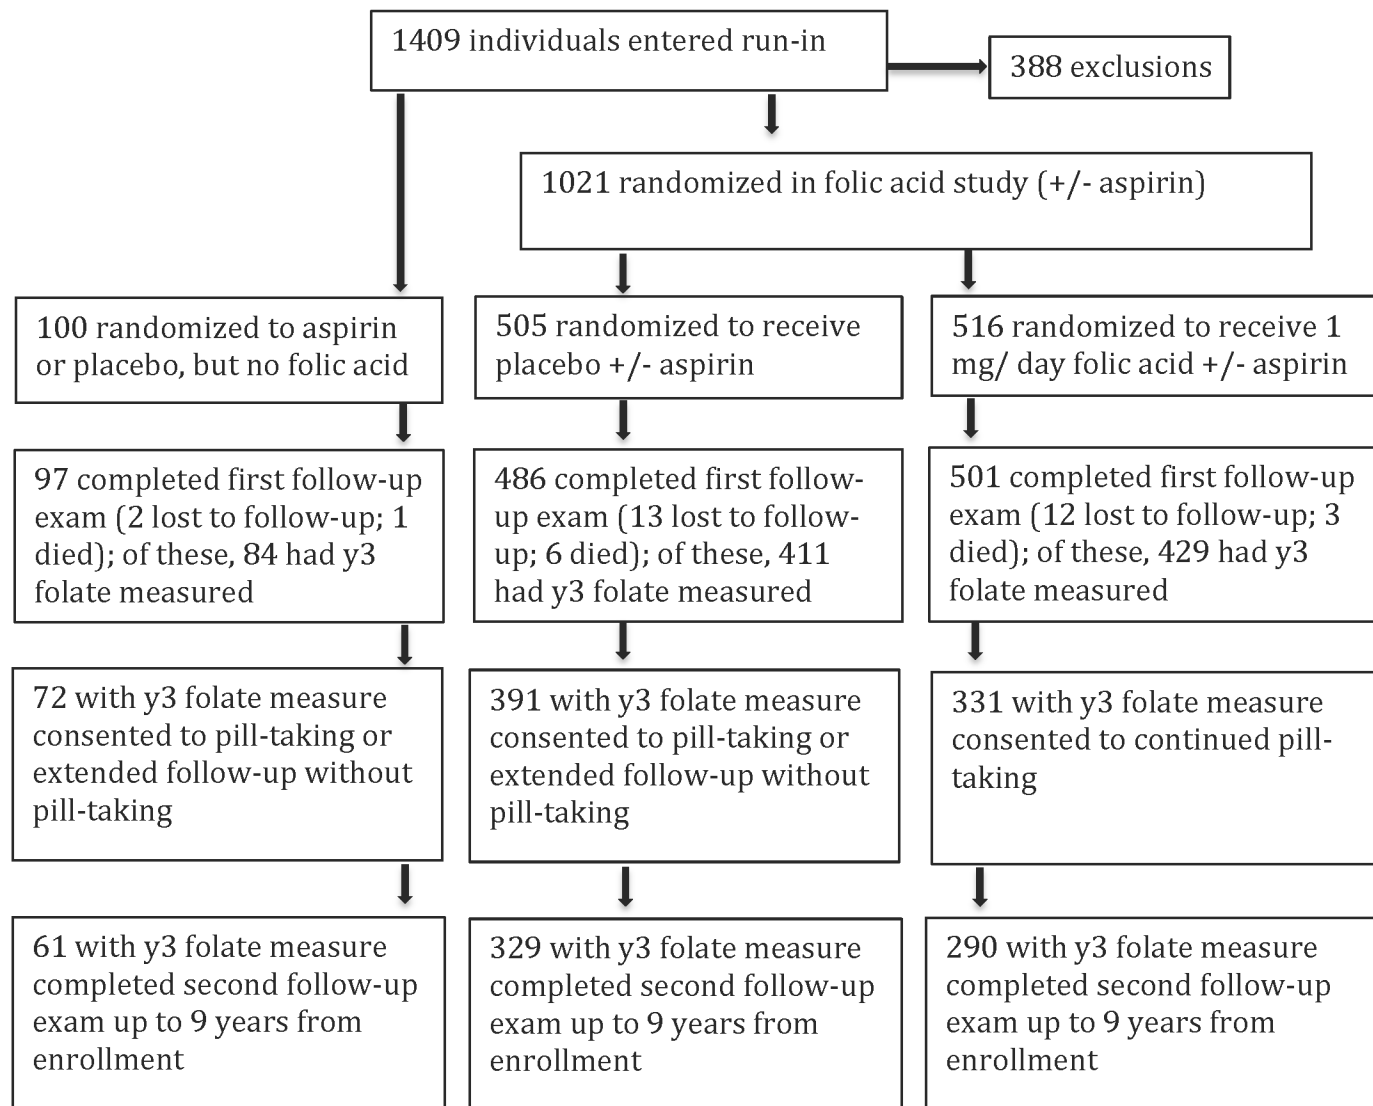 1409 individuals entered run-in
388 exclusions
1021 randomized in folic acid study (+/- aspirin)
100 randomized to aspirin
or placebo, but no folic acid
505 randomized to receive
placebo +/- aspirin
516 randomized to receive 1
mg/ day folic acid +/- aspirin
97 completed first follow-up
exam (2 lost to follow-up; 1
died); of these, 84 had y3
folate measured
486 completed first follow-
up exam (13 lost to follow-
up; 6 died); of these, 411
had y3 folate measured
501 completed first follow-up
exam (12 lost to follow-up; 3
died); of these, 429 had y3
folate measured
72 with y3 folate measure
consented to pill-taking or
extended follow-up without
pill-taking
391 with y3 folate measure
consented to pill-taking or
extended follow-up without
pill-taking
331 with y3 folate measure
consented to continued pill-
taking
61 with y3 folate measure
completed second follow-up
exam up to 9 years from
enrollment
329 with y3 folate measure
completed second follow-up
exam up to 9 years from
enrollment
290 with y3 folate measure
completed second follow-up
exam up to 9 years from
enrollment